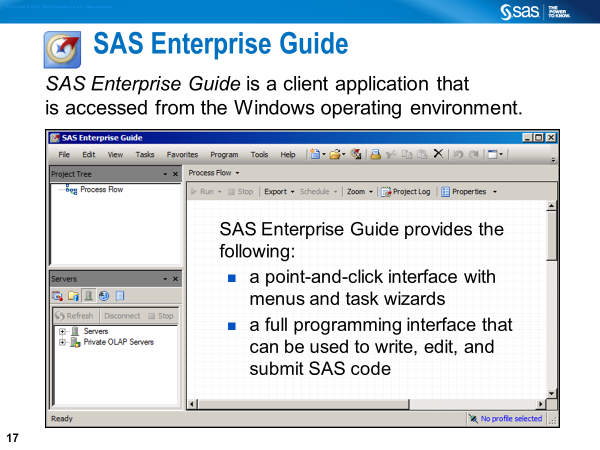 sas THE POWER TO KNOW.
SAS Enterprise Guide
SAS Enterprise Guide is a client application that
is accessed from the Windows operating environment.
SAS Enterprise Guide
File Edit View Tasks Favorites Program Tools Help
Project Tree
Process Flow
Process Flow
Run Stop Export Schedule Zoom Project Log Properties
SAS Enterprise Guide provides the
following:
a point-and-click interface with
menus and task wizards
a full programming interface that
can be used to write, edit, and
submit SAS code
Servers
Refresh Disconnect Stop
Servers
Private OLAP Servers
Ready
No profile selected
17